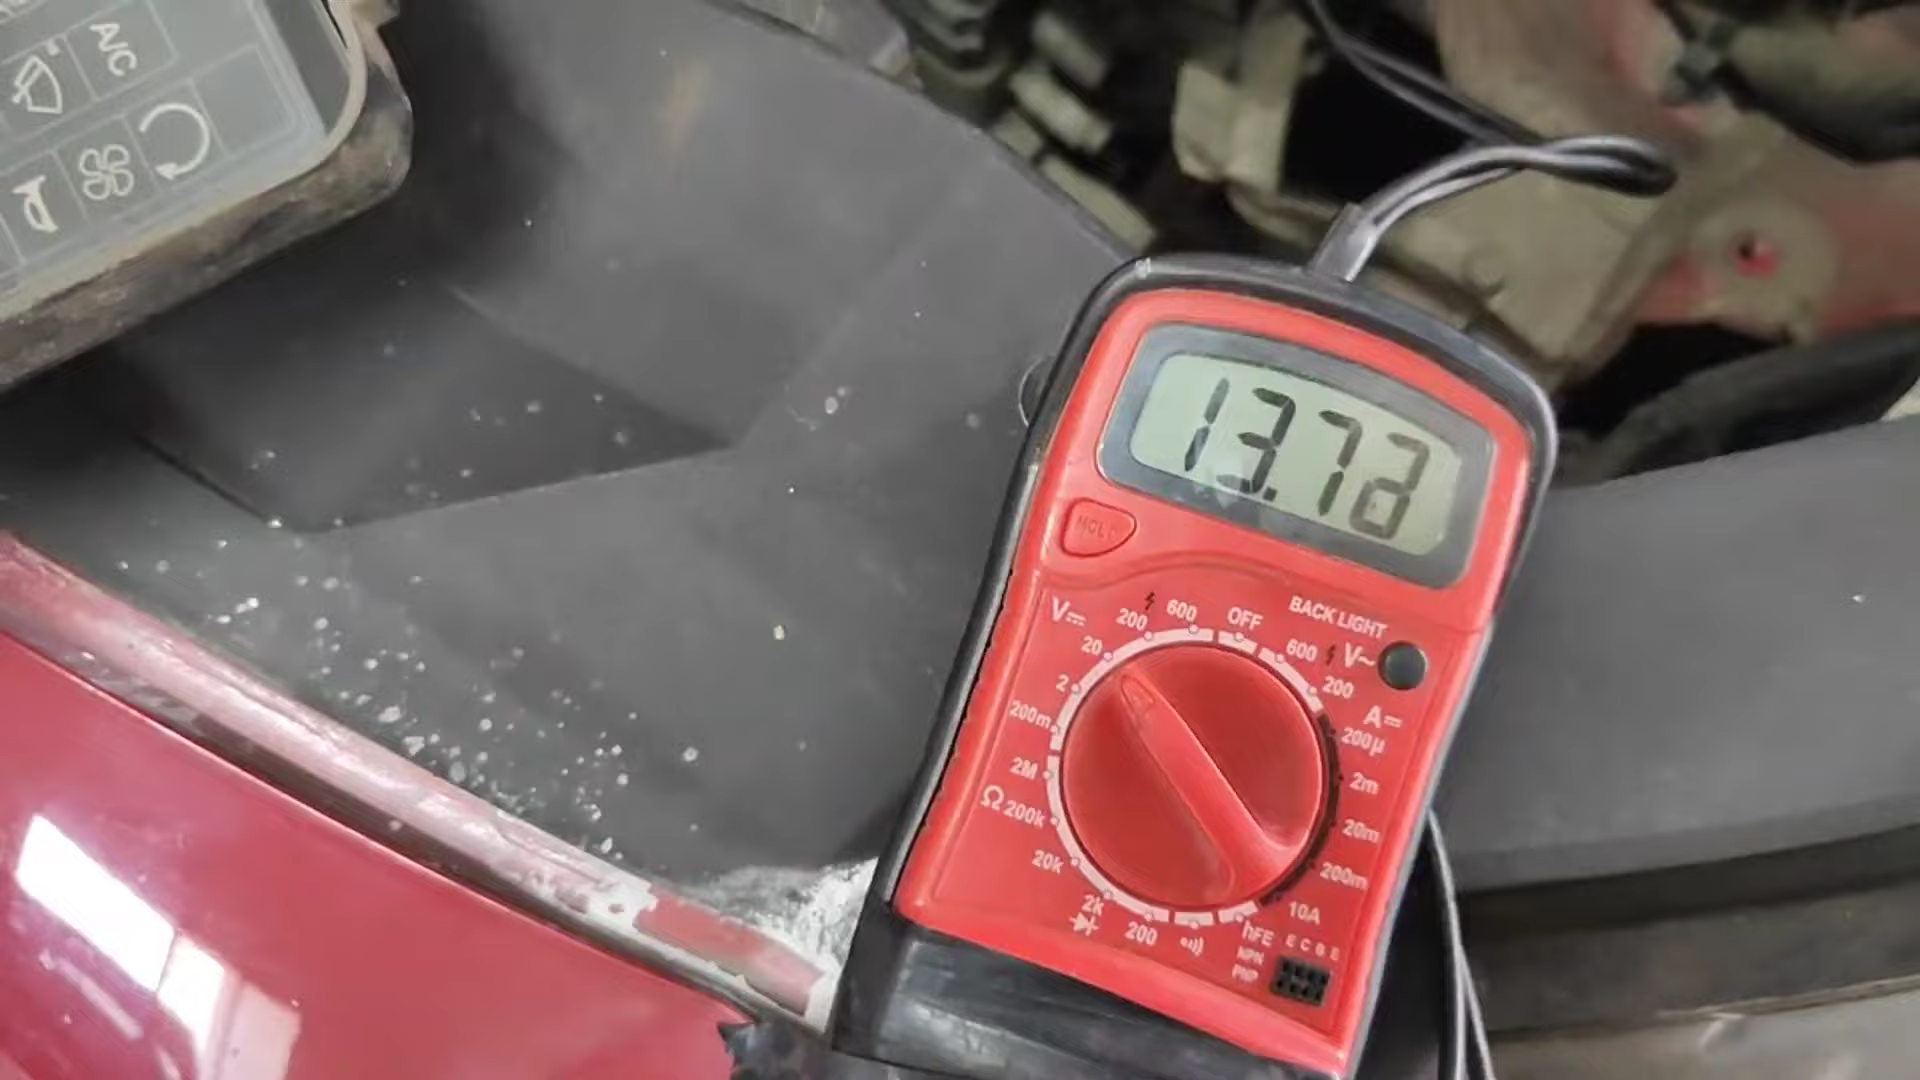 A/C
13.7
HOLD
BACK LIGHT
V⎓
200
600
OFF
600
V~
20
200
2
A⎓
200m
200µ
2M
2m
Ω
200k
20m
20k
200m
2k
10A
200
hFE
E C B E
NPN
PNP